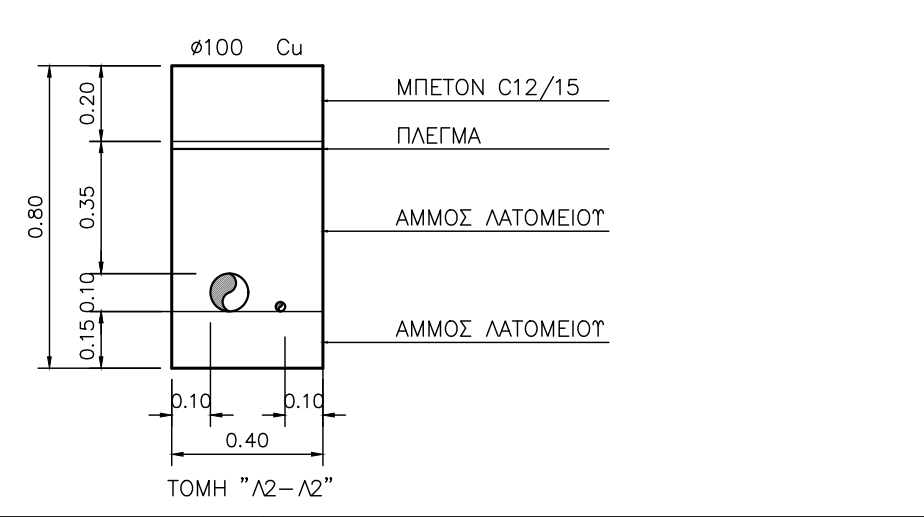 Ø100 Cu
0.20
ΜΠΕΤΟΝ C12/15
ΠΛΕΓΜΑ
0.80
0.35
ΑΜΜΟΣ ΛΑΤΟΜΕΙΟΥ
0.10
0.15
ΑΜΜΟΣ ΛΑΤΟΜΕΙΟΥ
0.10 0.10
0.40
ΤΟΜΗ "Λ2-Λ2"